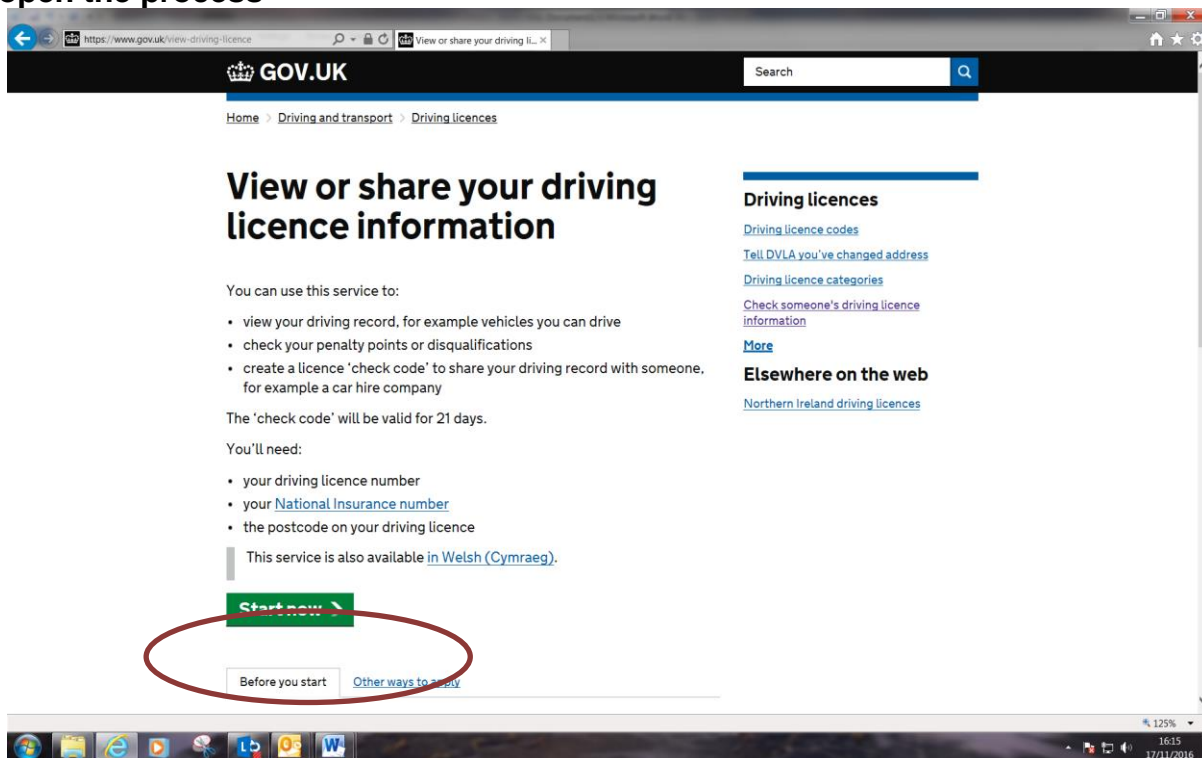 open the process
https://www.gov.uk/view-driving-licence
View or share your driving li...
GOV.UK
Search
Home > Driving and transport > Driving licences
View or share your driving
licence information
You can use this service to:
• view your driving record, for example vehicles you can drive
• check your penalty points or disqualifications
• create a licence ‘check code’ to share your driving record with someone,
for example a car hire company
The ‘check code’ will be valid for 21 days.
You’ll need:
• your driving licence number
• your National Insurance number
• the postcode on your driving licence
This service is also available in Welsh (Cymraeg).
Start now
Before you start
Other ways to apply
Driving licences
Driving licence codes
Tell DVLA you’ve changed address
Driving licence categories
Check someone's driving licence
information
More
Elsewhere on the web
Northern Ireland driving licences
125%
16:15
17/11/2016